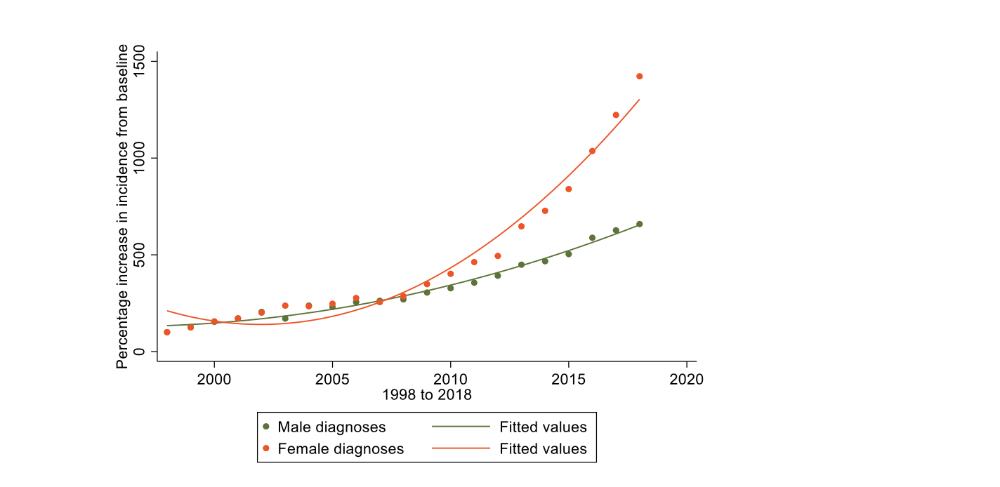 Percentage increase in incidence from baseline
1500
1000
500
0
2000 2005 2010 2015 2020
1998 to 2018
Male diagnoses Fitted values
Female diagnoses Fitted values